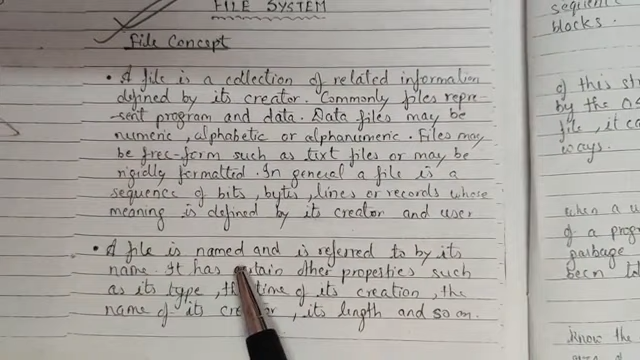 FILE SYSTEM
File Concept
• A file is a collection of related information
defined by its creator. Commonly files repre-
-sent program and data. Data files may be
numeric, alphabetic or alphanumeric. Files may
be free-form such as text files or may be
rigidly formatted. In general a file is a
sequence of bits, bytes, lines or records whose
meaning is defined by its creator and user
• A file is named and is referred to by its
name. It has other properties such
as its type, time of its creation, the
name of its, its length and so on.
sequence
blocks.
of this
by the
file, it
ways.
when a
of a
garbage
been
Know the